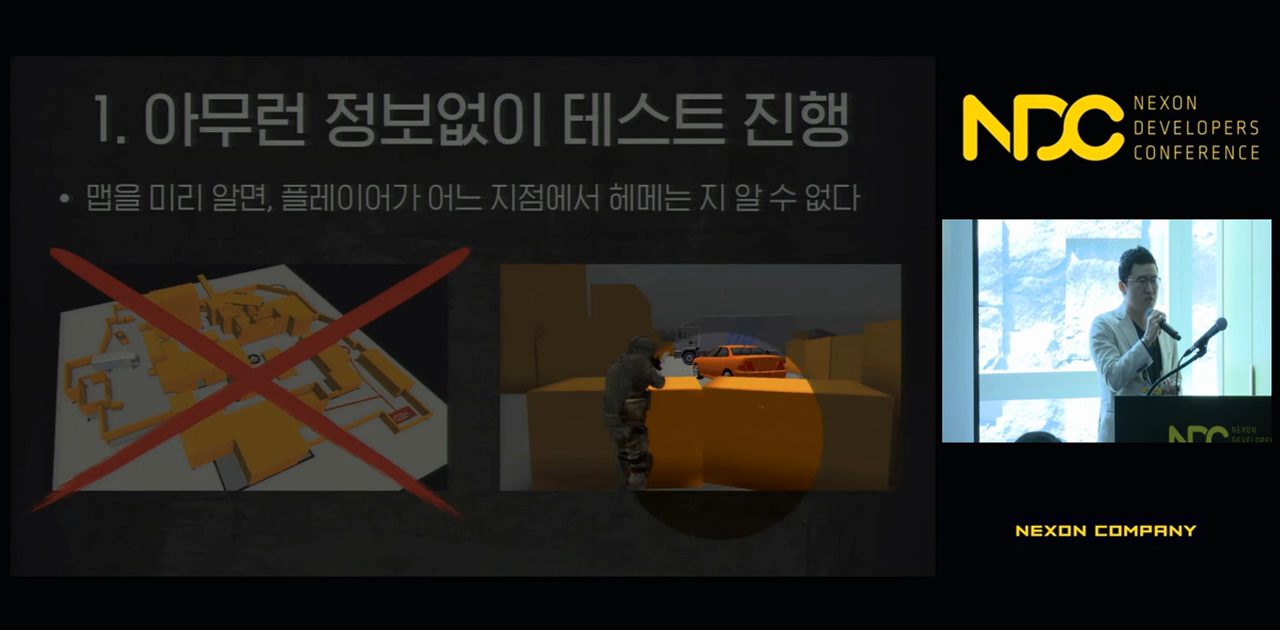 1. 아무런 정보없이 테스트 진행
• 맵을 미리 알면, 플레이어가 어느 지점에서 헤메는 지 알 수 없다
NDC
NEXON
DEVELOPERS
CONFERENCE
NDC
NEXON
NEXON COMPANY